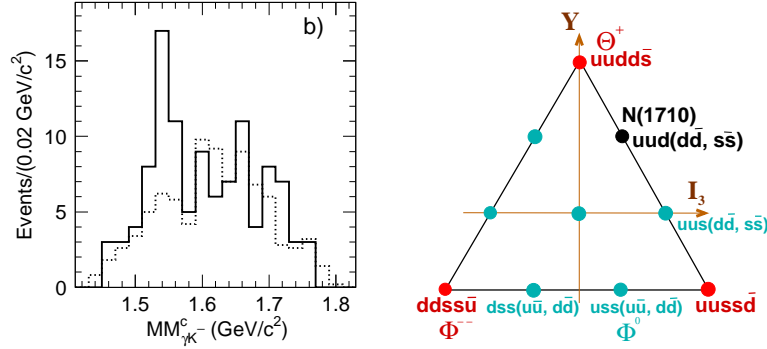 b)
Events/(0.02 GeV/c²)
15
10
5
0
1.5
1.6
1.7
1.8
MM^c_γK⁻ (GeV/c²)
Y
Θ⁺
uudds̄
N(1710)
uud(dd̄, ss̄)
I₃
uus(dd̄, ss̄)
ddssū
dss(uū, dd̄)
uss(uū, dd̄)
uussd̄
Φ⁻⁻
Φ⁰